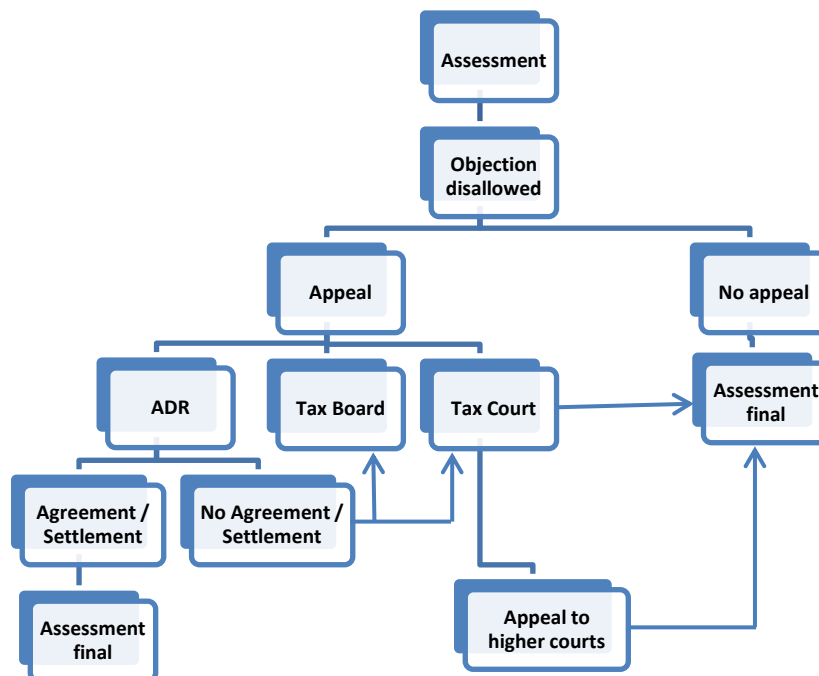 Assessment
Objection
disallowed
Appeal
No appeal
ADR
Tax Board
Tax Court
Assessment
final
Agreement /
Settlement
No Agreement /
Settlement
Assessment
final
Appeal to
higher courts